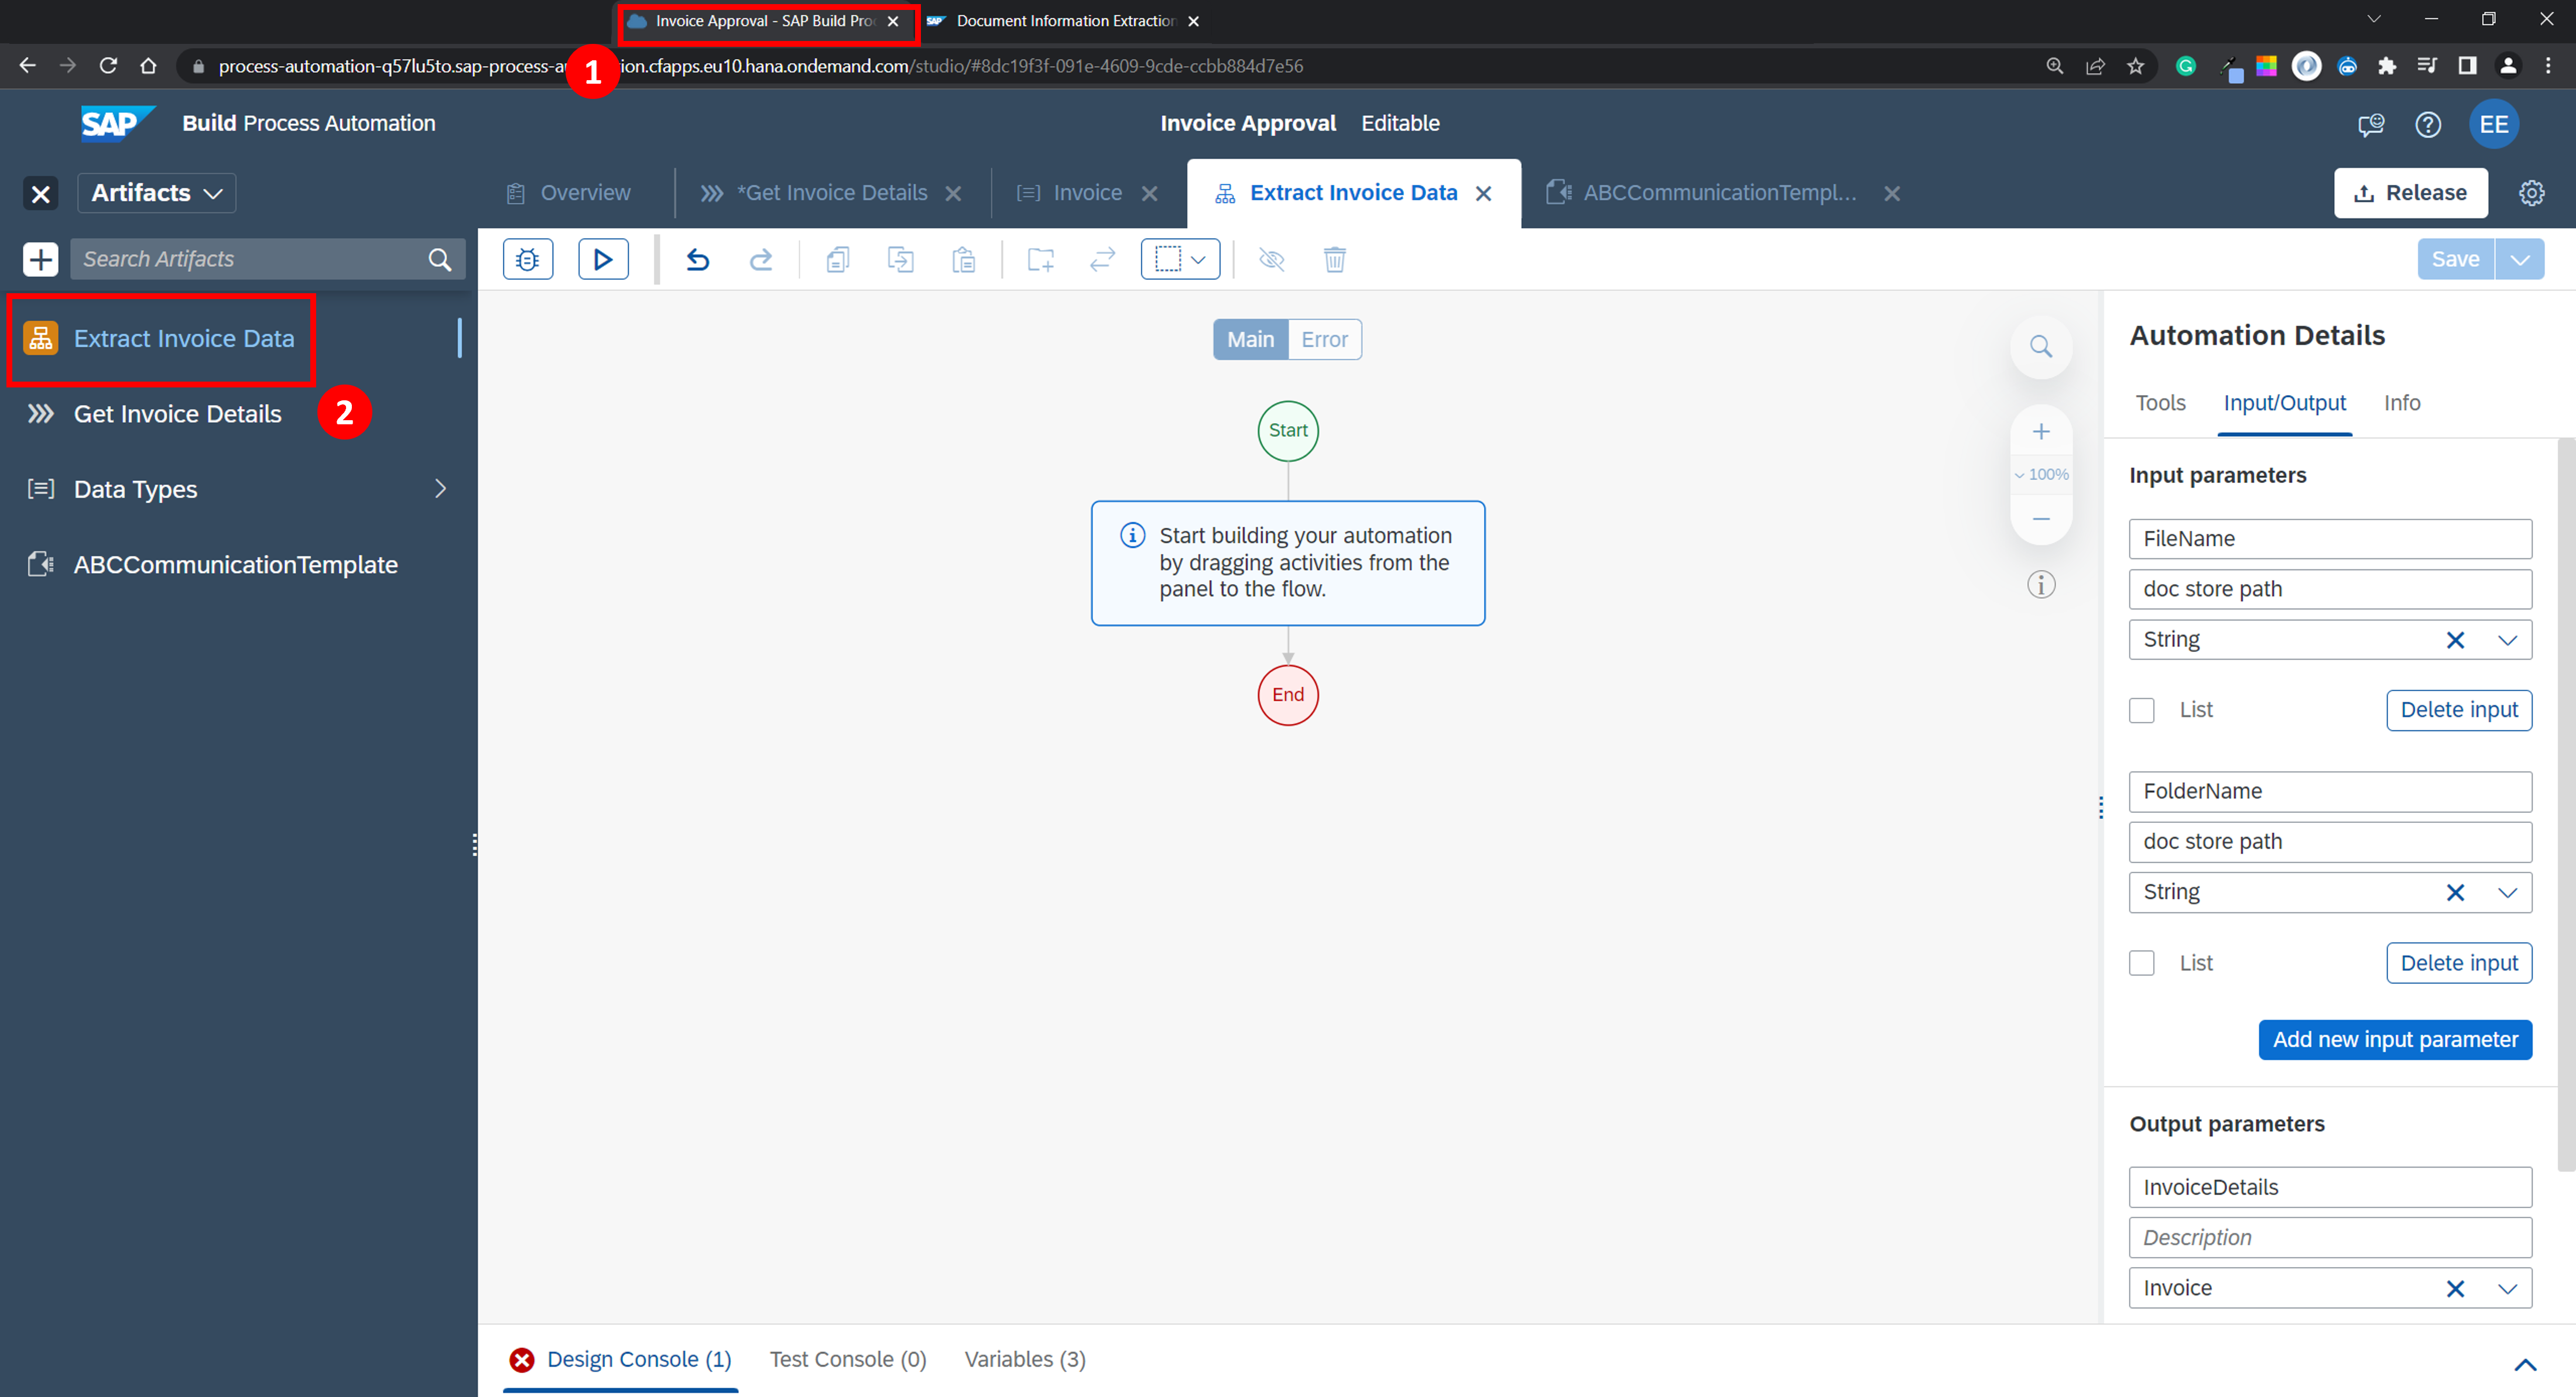 Invoice Approval - SAP Build Pro
SAP Document Information Extraction
process-automation-q57lu5to.sap-process-a
1
ion.cfapps.eu10.hana.ondemand.com/studio/#8dc19f3f-091e-4609-9cde-ccbb884d7e56
SAP Build Process Automation
Invoice Approval Editable
EE
Artifacts
Overview
*Get Invoice Details
Invoice
Extract Invoice Data
ABCCommunicationTempl...
Release
Search Artifacts
Save
Extract Invoice Data
Get Invoice Details
2
Data Types
ABCCommunicationTemplate
Main Error
Start
Start building your automation
by dragging activities from the
panel to the flow.
End
100%
Automation Details
Tools Input/Output Info
Input parameters
FileName
doc store path
String
List Delete input
FolderName
doc store path
String
List Delete input
Add new input parameter
Output parameters
InvoiceDetails
Description
Invoice
Design Console (1) Test Console (0) Variables (3)